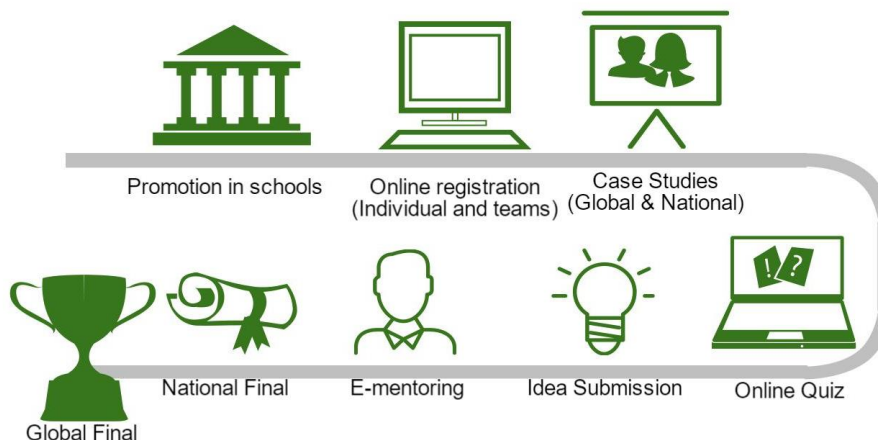 Promotion in schools
Online registration
(Individual and teams)
Case Studies
(Global & National)
! ?
Online Quiz
Idea Submission
E-mentoring
National Final
Global Final